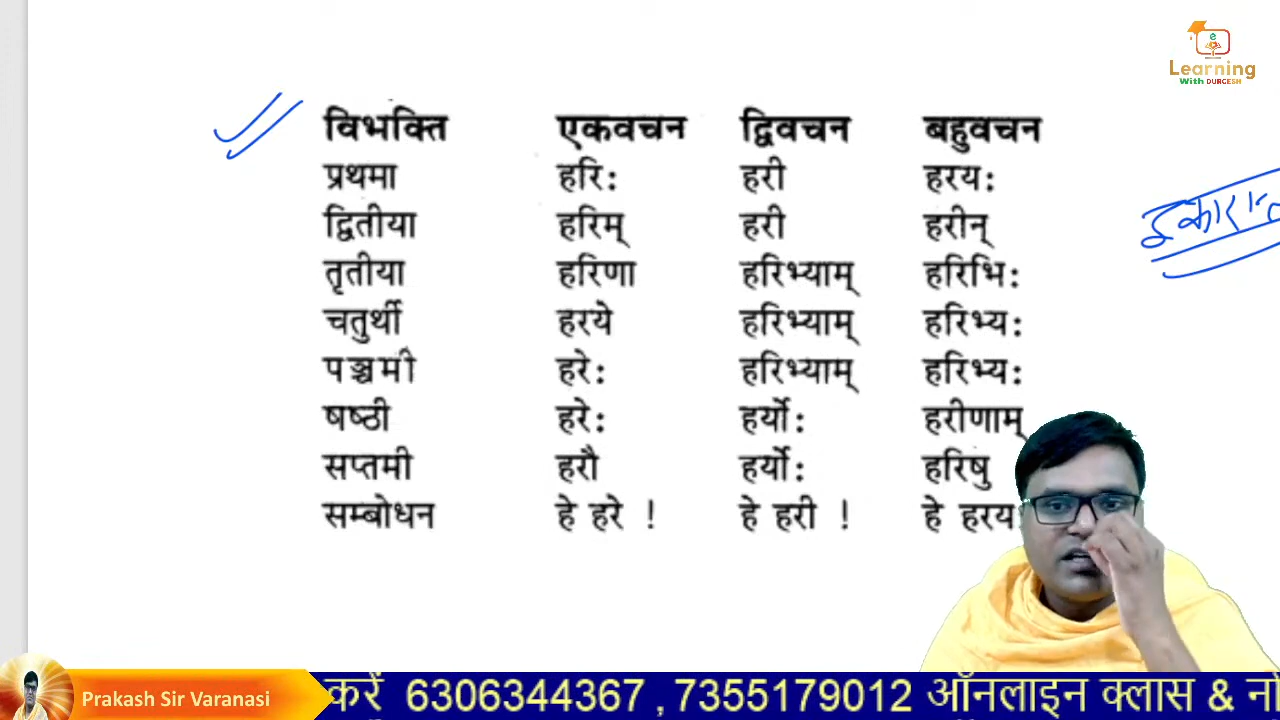 e
Learning
With DURGESH
विभक्ति एकवचन द्विवचन बहुवचन
प्रथमा हरि: हरी हरय:
द्वितीया हरिम् हरी हरीन्
तृतीया हरिणा हरिभ्याम् हरिभि:
चतुर्थी हरये हरिभ्याम् हरिभ्य:
पञ्चमी हरे: हरिभ्याम् हरिभ्य:
षष्ठी हरे: हर्यो: हरीणाम्
सप्तमी हरौ हर्यो: हरिषु
सम्बोधन हे हरे ! हे हरी ! हे हरय
Prakash Sir Varanasi
करें 6306344367 ,7355179012 ऑनलाइन क्लास & नो